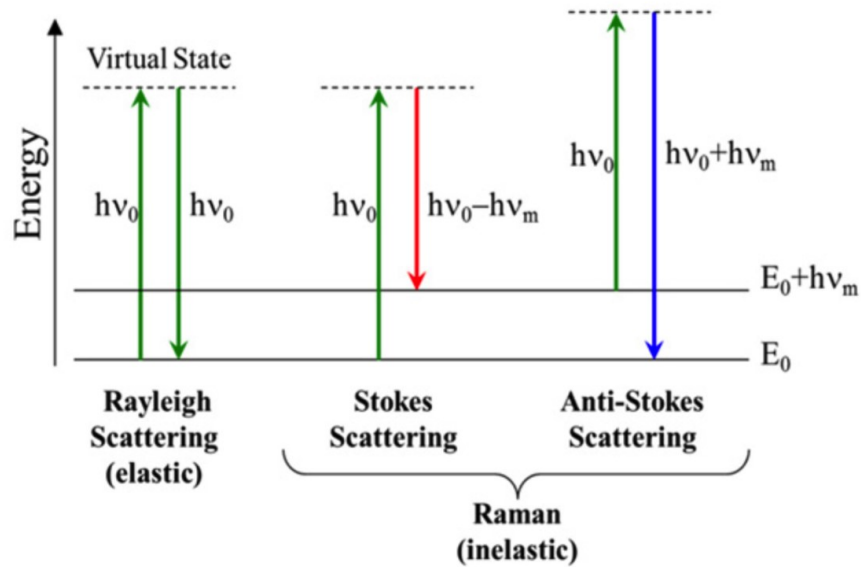 Energy
Virtual State
hν₀
hν₀
hν₀
hν₀−hνₘ
hν₀
hν₀+hνₘ
E₀+hνₘ
E₀
Rayleigh
Scattering
(elastic)
Stokes
Scattering
Anti-Stokes
Scattering
Raman
(inelastic)